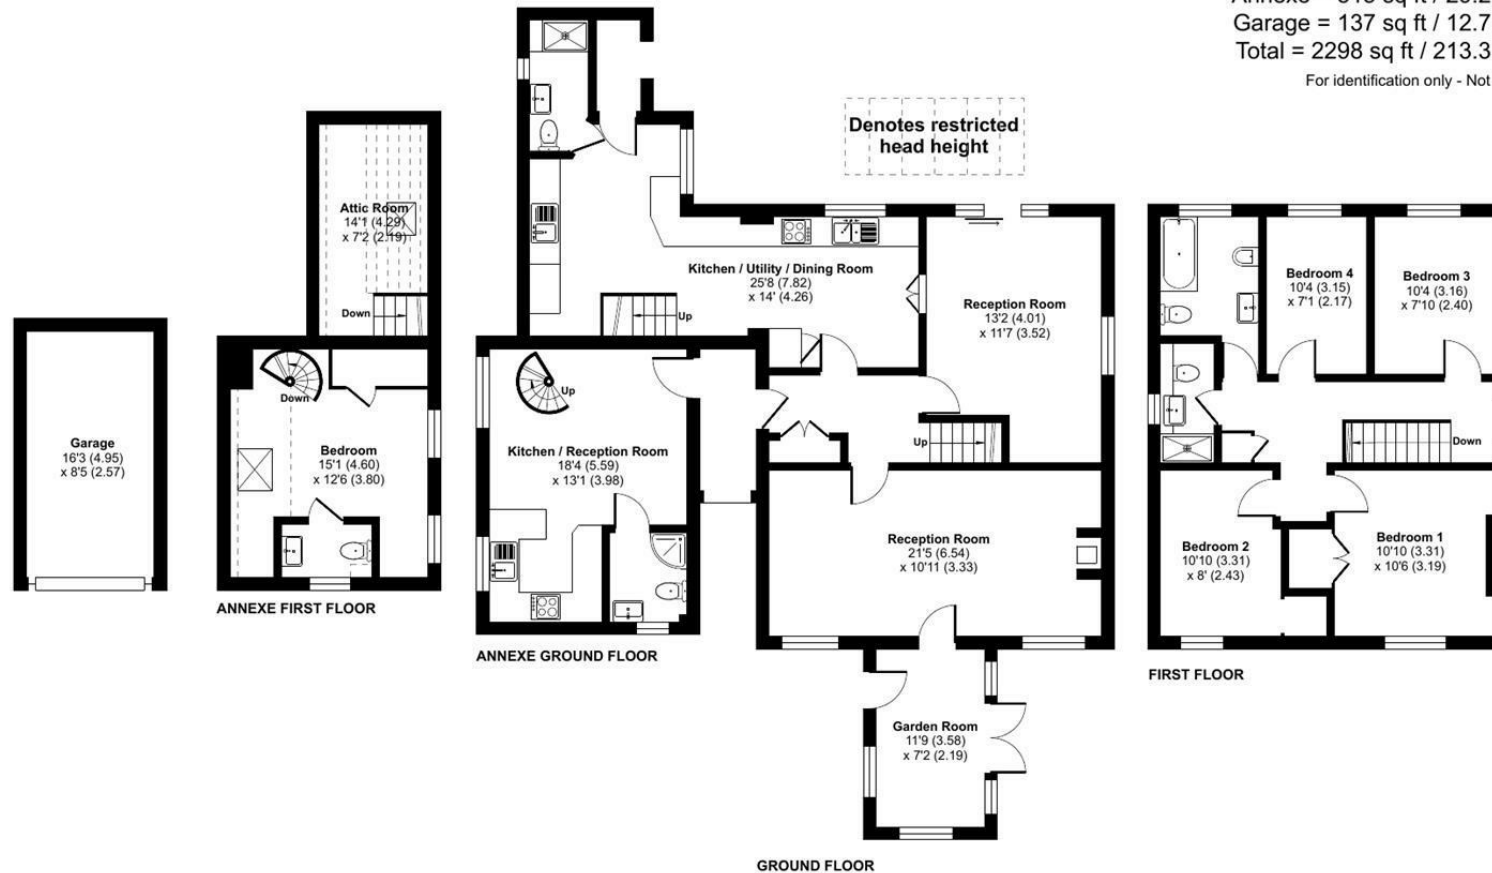 Garage = 137 sq ft / 12.7
Total = 2298 sq ft / 213.3
For identification only - Not
Denotes restricted
head height
Attic Room
14'1 (4.29)
x 7'2 (2.19)
Down
Kitchen / Utility / Dining Room
25'8 (7.82)
x 14' (4.26)
Up
Reception Room
13'2 (4.01)
x 11'7 (3.52)
Bedroom 4
10'4 (3.15)
x 7'1 (2.17)
Bedroom 3
10'4 (3.16)
x 7'10 (2.40)
Garage
16'3 (4.95)
x 8'5 (2.57)
Down
Bedroom
15'1 (4.60)
x 12'6 (3.80)
Up
Kitchen / Reception Room
18'4 (5.59)
x 13'1 (3.98)
Up
Down
Reception Room
21'5 (6.54)
x 10'11 (3.33)
Bedroom 2
10'10 (3.31)
x 8' (2.43)
Bedroom 1
10'10 (3.31)
x 10'6 (3.19)
ANNEXE FIRST FLOOR
ANNEXE GROUND FLOOR
FIRST FLOOR
Garden Room
11'9 (3.58)
x 7'2 (2.19)
GROUND FLOOR